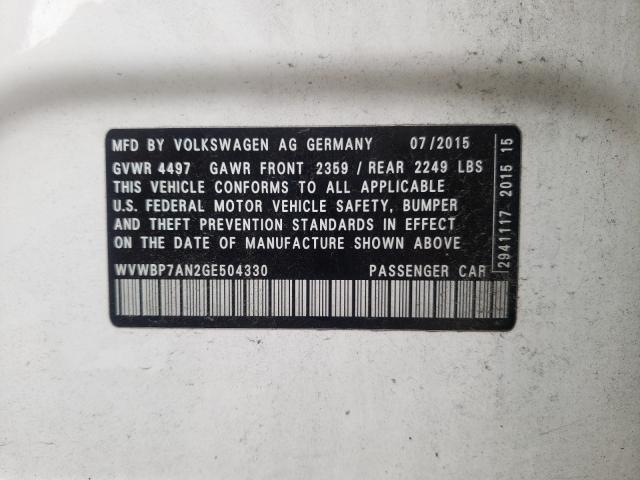 MFD BY VOLKSWAGEN AG GERMANY 07/2015
GVWR 4497 GAWR FRONT 2359 / REAR 2249 LBS
THIS VEHICLE CONFORMS TO ALL APPLICABLE
U.S. FEDERAL MOTOR VEHICLE SAFETY, BUMPER
AND THEFT PREVENTION STANDARDS IN EFFECT
ON THE DATE OF MANUFACTURE SHOWN ABOVE
WVWBP7AN2GE504330 PASSENGER CAR
2941117 2015 15